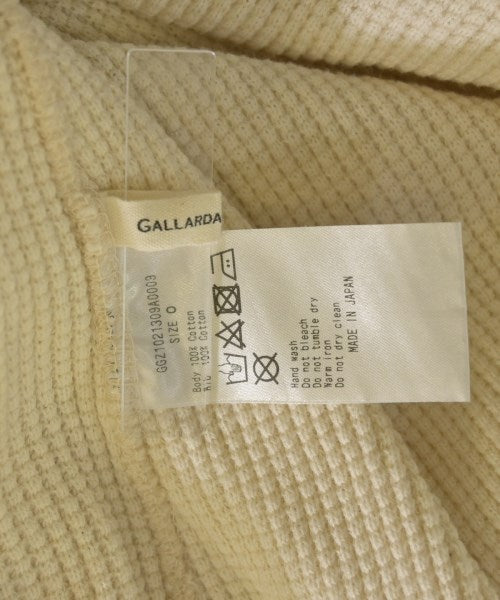 GALLARDA
GGZ1021309A0003
SIZE O
Body 100% Cotton
Rib 100% Cotton
Hand wash
Do not bleach
Do not tumble dry
Warm iron
Do not dry clean
MADE IN JAPAN